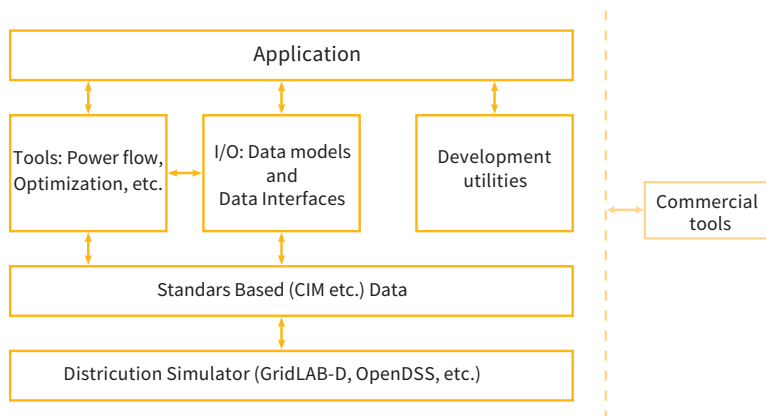 Application
Tools: Power flow,
Optimization, etc.
I/O: Data models
and
Data Interfaces
Development
utilities
Commercial
tools
Standars Based (CIM etc.) Data
Districution Simulator (GridLAB-D, OpenDSS, etc.)